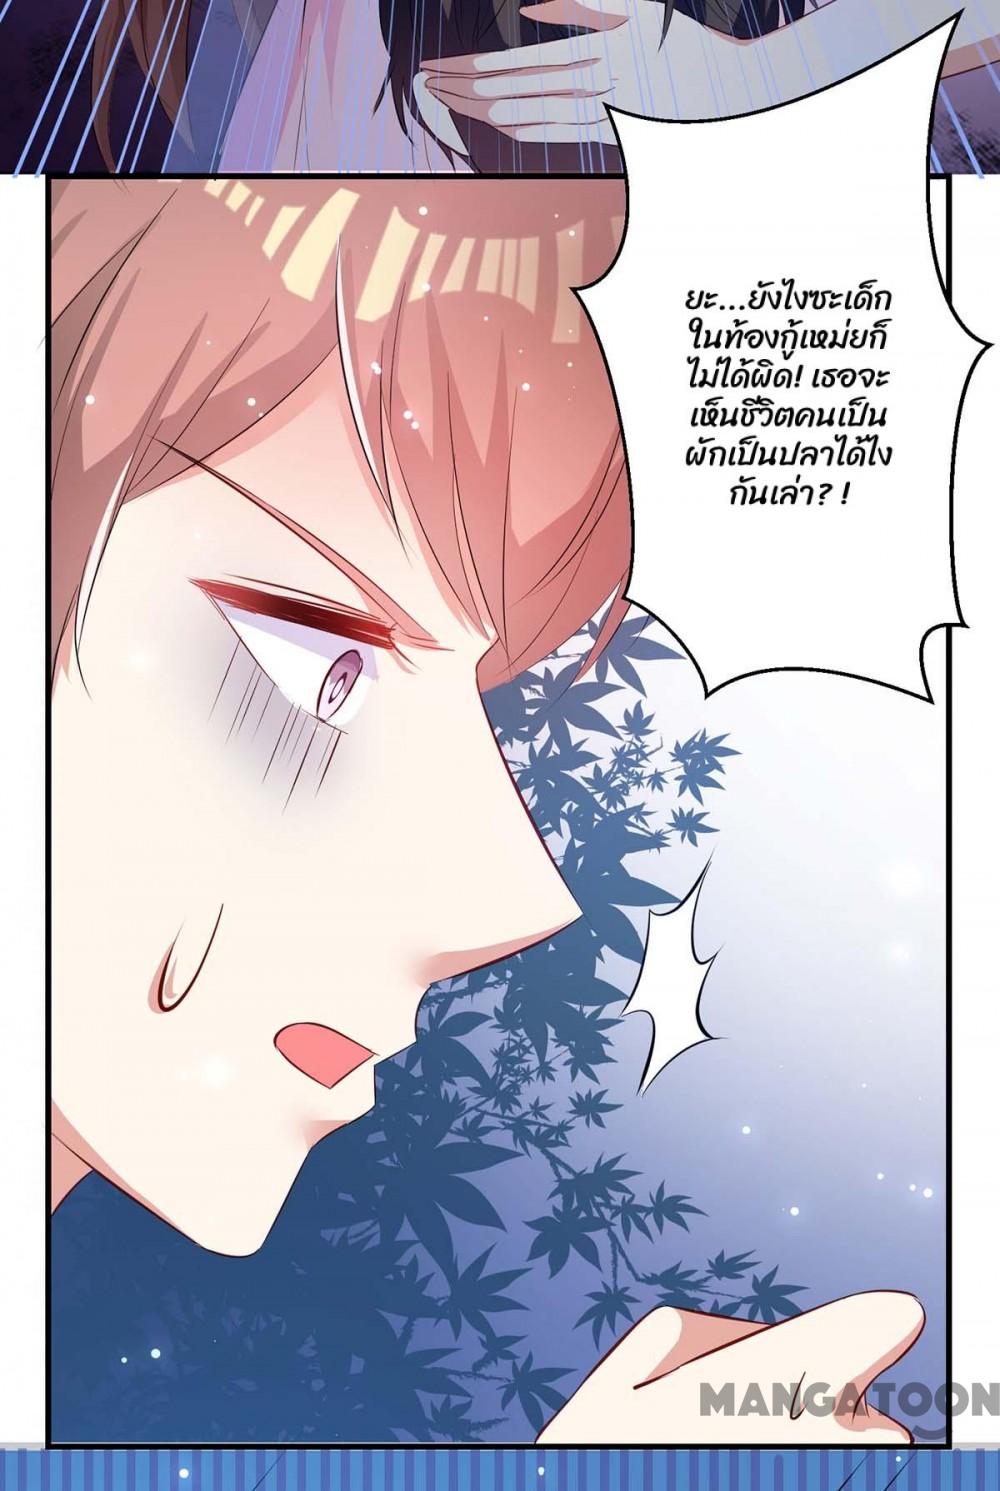 ยะ...ยังไงซะเด็ก
ในท้องกู้เหม่ยก็
ไม่ได้ผิด! เธอจะ
เห็นชีวิตคนเป็น
ผักเป็นปลาได้ไง
กันเล่า?!
MANGATOON